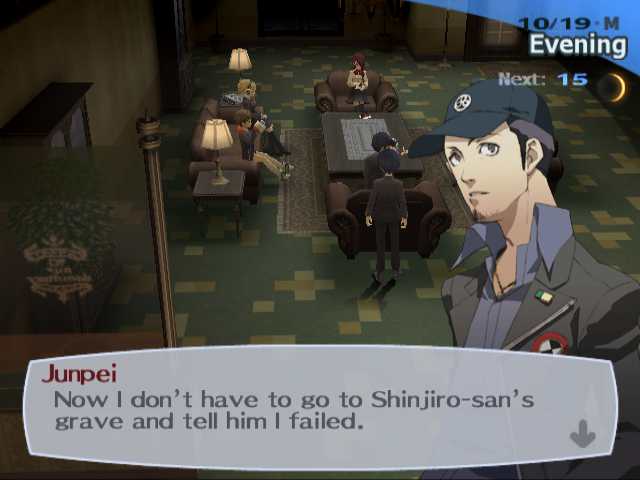 10/19 · M
Evening
Next: 15
Junpei
Now I don't have to go to Shinjiro-san's
grave and tell him I failed.